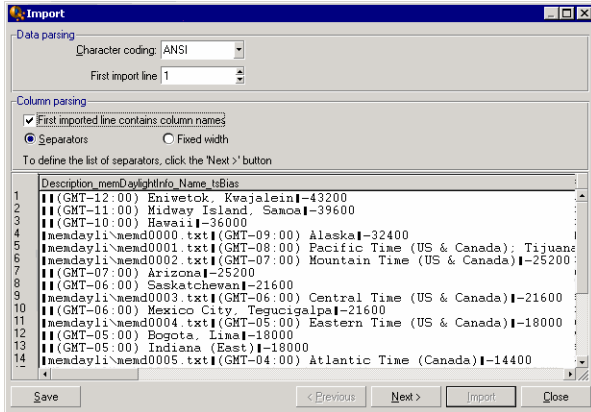 Import
Data parsing
Character coding: ANSI
First import line 1
Column parsing
First imported line contains column names
Separators Fixed width
To define the list of separators, click the 'Next >' button
Description_memDaylightInfo_Name_tsBias
1 ||(GMT-12:00) Eniwetok, Kwajalein|-43200
2 ||(GMT-11:00) Midway Island, Samoa|-39600
3 ||(GMT-10:00) Hawaii|-36000
4 |memdayli\memd0000.txt|(GMT-09:00) Alaska|-32400
5 |memdayli\memd0001.txt|(GMT-08:00) Pacific Time (US & Canada); Tijuana
6 |memdayli\memd0002.txt|(GMT-07:00) Mountain Time (US & Canada)|-25200
7 ||(GMT-07:00) Arizona|-25200
8 ||(GMT-06:00) Saskatchewan|-21600
9 |memdayli\memd0003.txt|(GMT-06:00) Central Time (US & Canada)|-21600
10 ||(GMT-06:00) Mexico City, Tegucigalpa|-21600
11 |memdayli\memd0004.txt|(GMT-05:00) Eastern Time (US & Canada)|-18000
12 ||(GMT-05:00) Bogota, Lima|-18000
13 ||(GMT-05:00) Indiana (East)|-18000
14 |memdayli\memd0005.txt|(GMT-04:00) Atlantic Time (Canada)|-14400
Save < Previous Next > Import Close